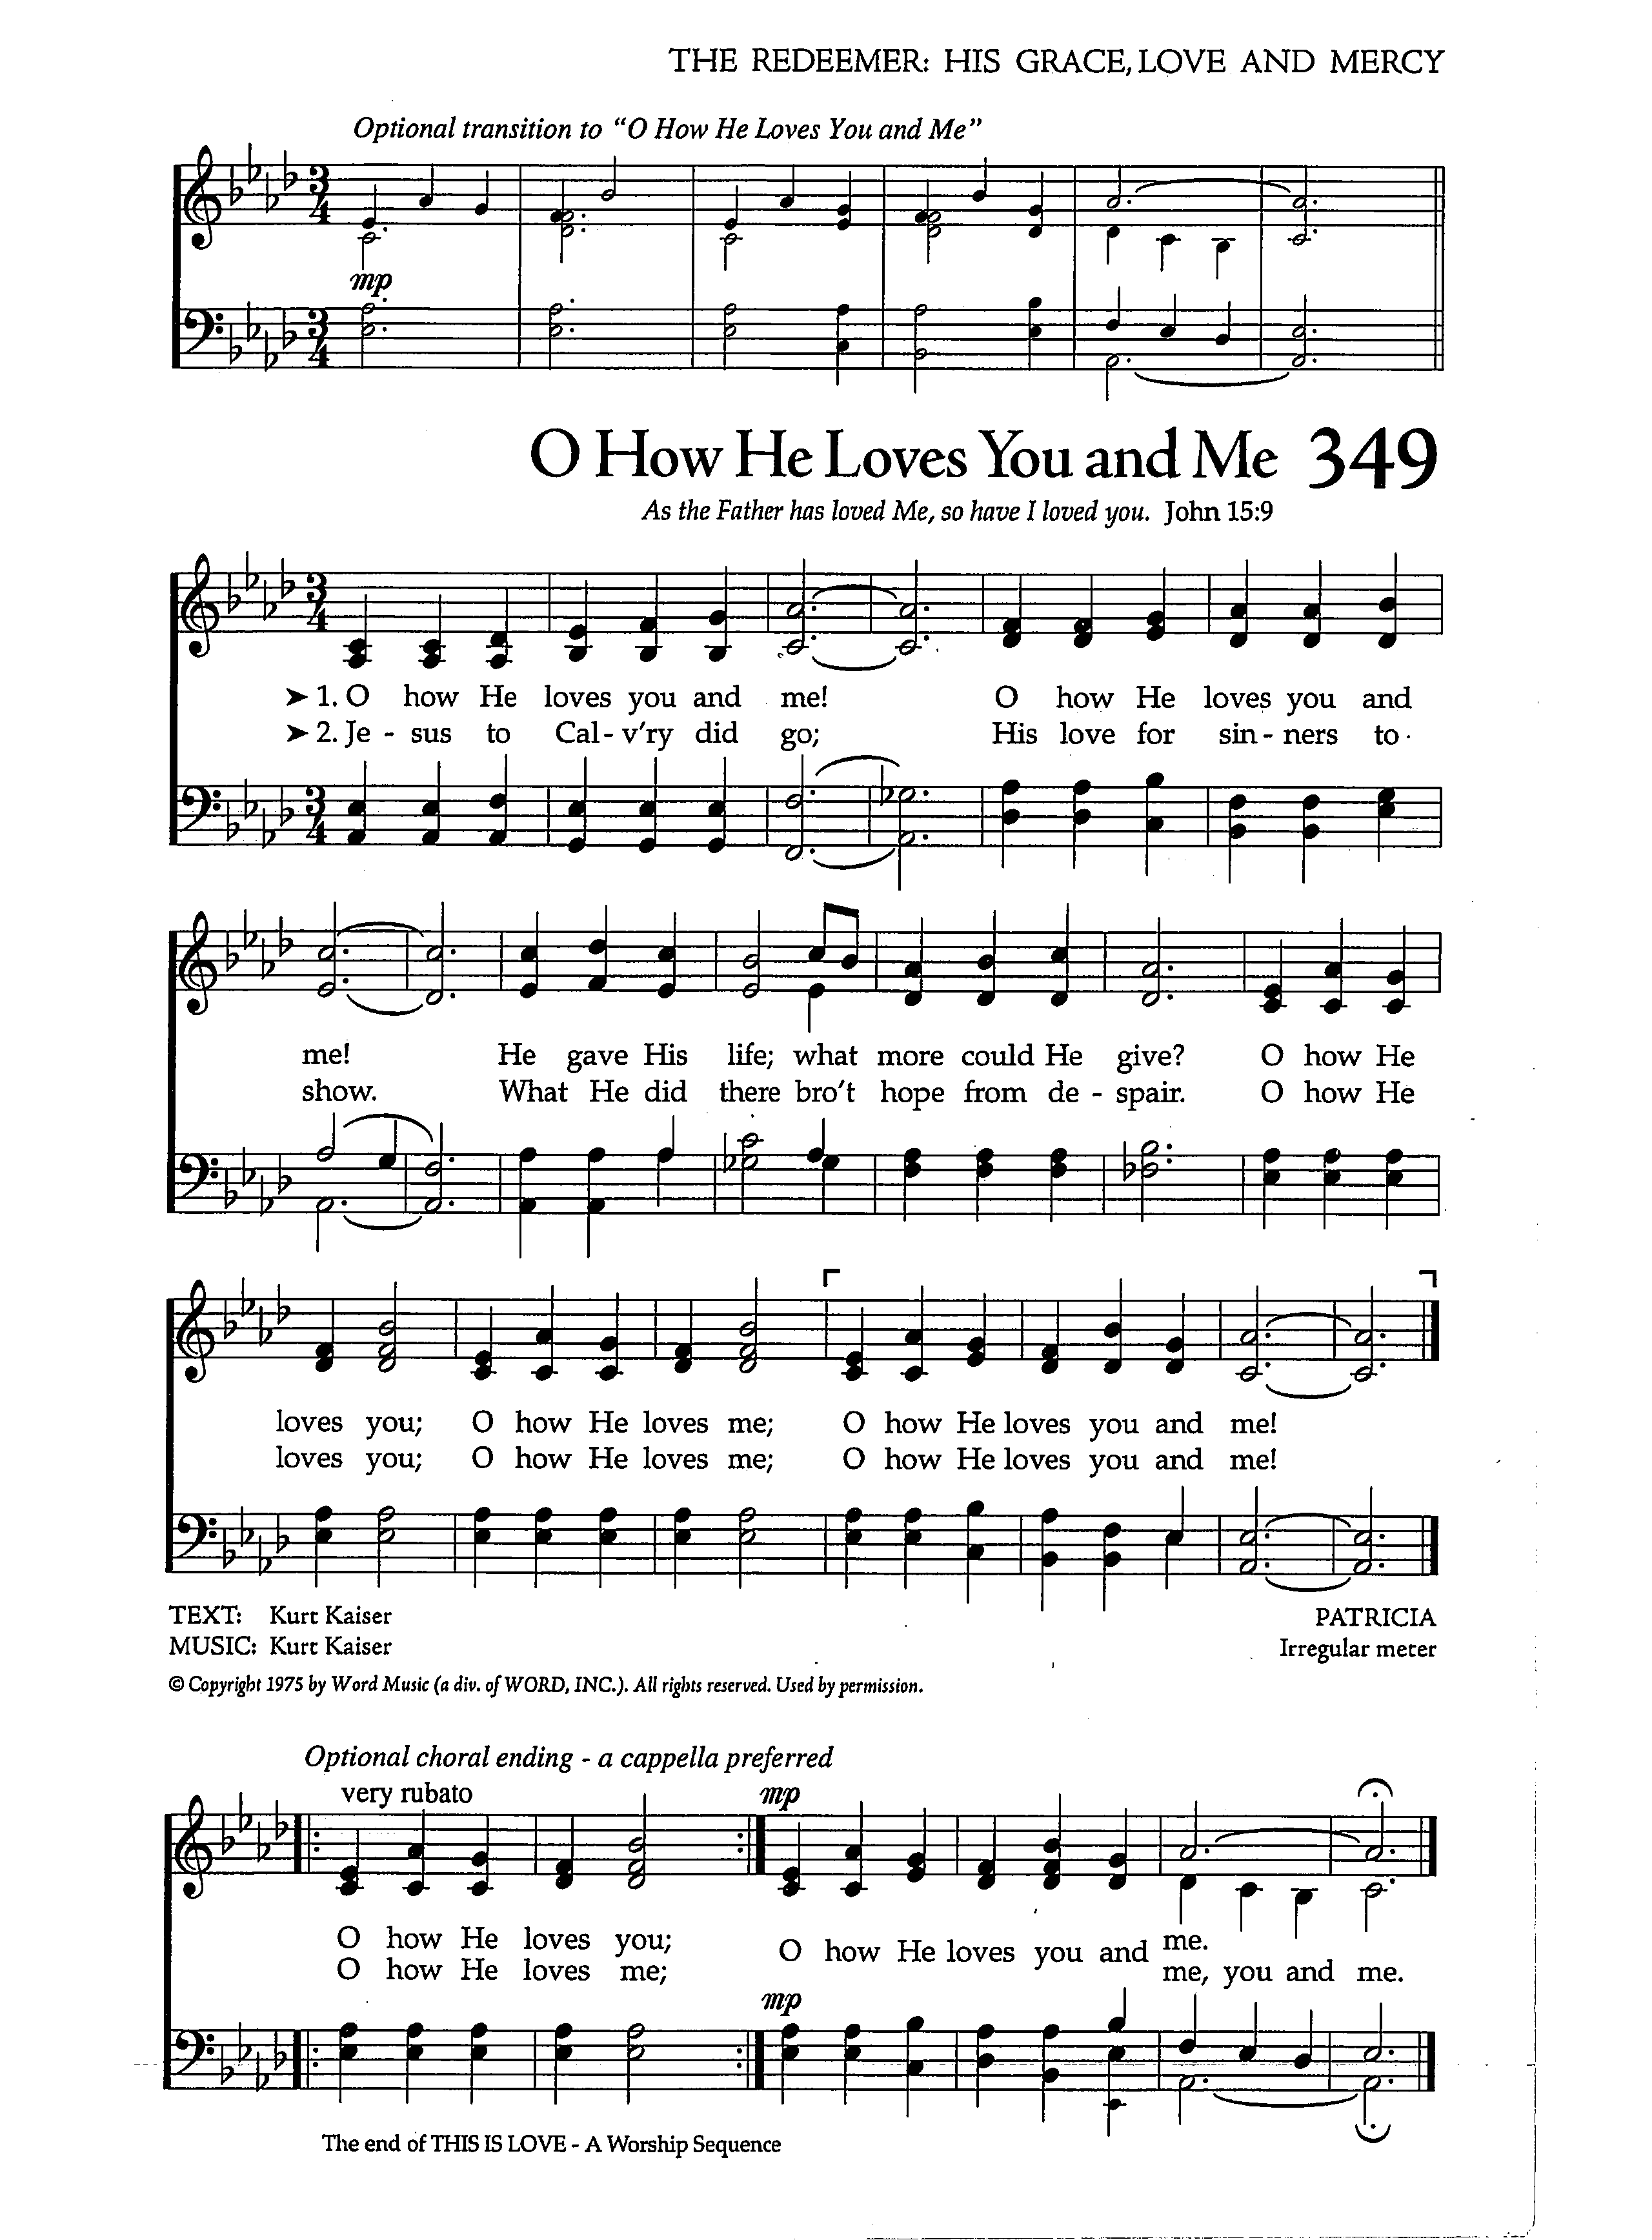 THE REDEEMER: HIS GRACE, LOVE AND MERCY
Optional transition to "O How He Loves You and Me"
mp
O How He Loves You and Me 349
As the Father has loved Me, so have I loved you. John 15:9
➤ 1. O how He loves you and me! O how He loves you and
➤ 2. Je - sus to Cal - v'ry did go; His love for sin - ners to
me! He gave His life; what more could He give? O how He
show. What He did there bro't hope from de - spair. O how He
loves you; O how He loves me; O how He loves you and me!
loves you; O how He loves me; O how He loves you and me!
TEXT: Kurt Kaiser
PATRICIA
MUSIC: Kurt Kaiser
Irregular meter
© Copyright 1975 by Word Music (a div. of WORD, INC.). All rights reserved. Used by permission.
Optional choral ending - a cappella preferred
very rubato
mp
O how He loves you; O how He loves you and me.
O how He loves me; me, you and me.
mp
The end of THIS IS LOVE - A Worship Sequence